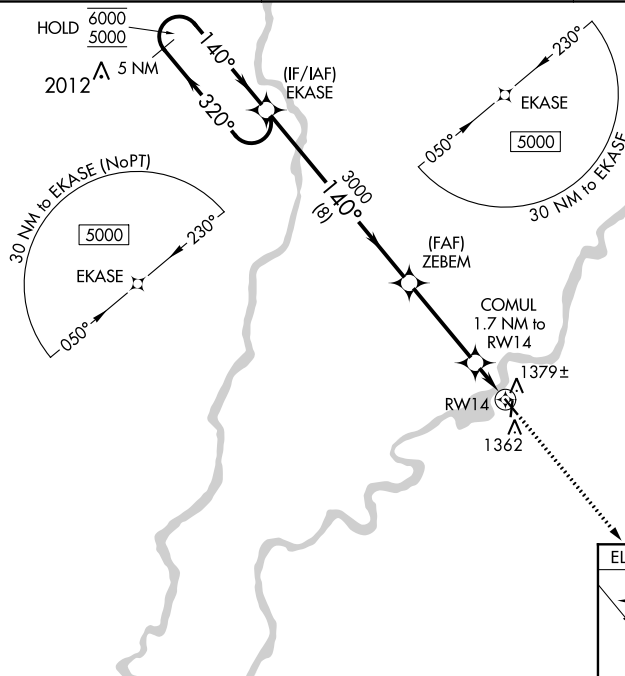 HOLD 6000
5000
2012
5 NM
140°
320°
(IF/IAF)
EKASE
230°
EKASE
5000
050°
30 NM to EKASE
30 NM to EKASE (NoPT)
5000
230°
EKASE
050°
3000
140°
(8)
(FAF)
ZEBEM
COMUL
1.7 NM to
RW14
1379±
RW14
1362
EL